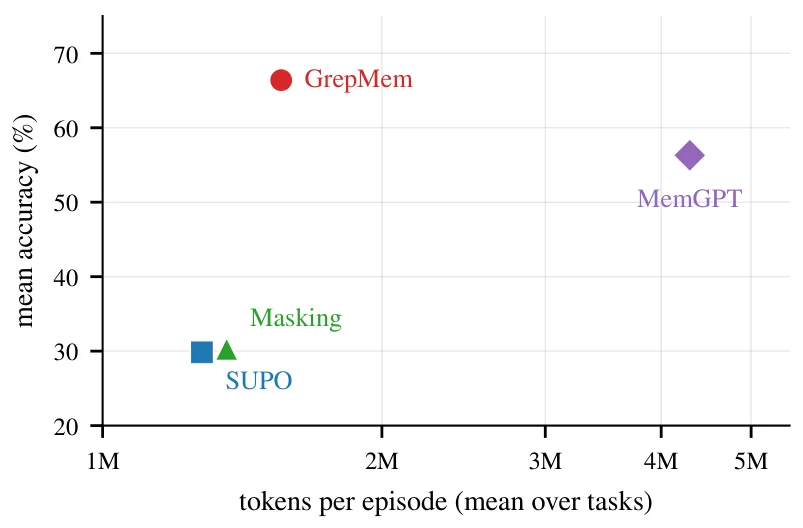 70
GrepMem
60
mean accuracy (%)
MemGPT
50
40
Masking
30
SUPO
20
1M
2M
3M
4M
5M
tokens per episode (mean over tasks)